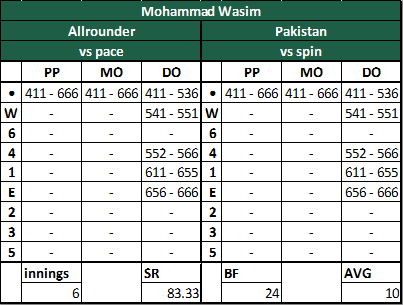 Mohammad Wasim
Allrounder Pakistan
vs pace vs spin
PP MO DO PP MO DO
• 411 - 666 411 - 666 411 - 536 • 411 - 666 411 - 666 411 - 536
W - - 541 - 551 W - - 541 - 551
6 - - - 6 - - -
4 - - 552 - 566 4 - - 552 - 566
1 - - 611 - 655 1 - - 611 - 655
E - - 656 - 666 E - - 656 - 666
2 - - - 2 - - -
3 - - - 3 - - -
5 - - - 5 - - -
innings SR BF AVG
6 83.33 24 10